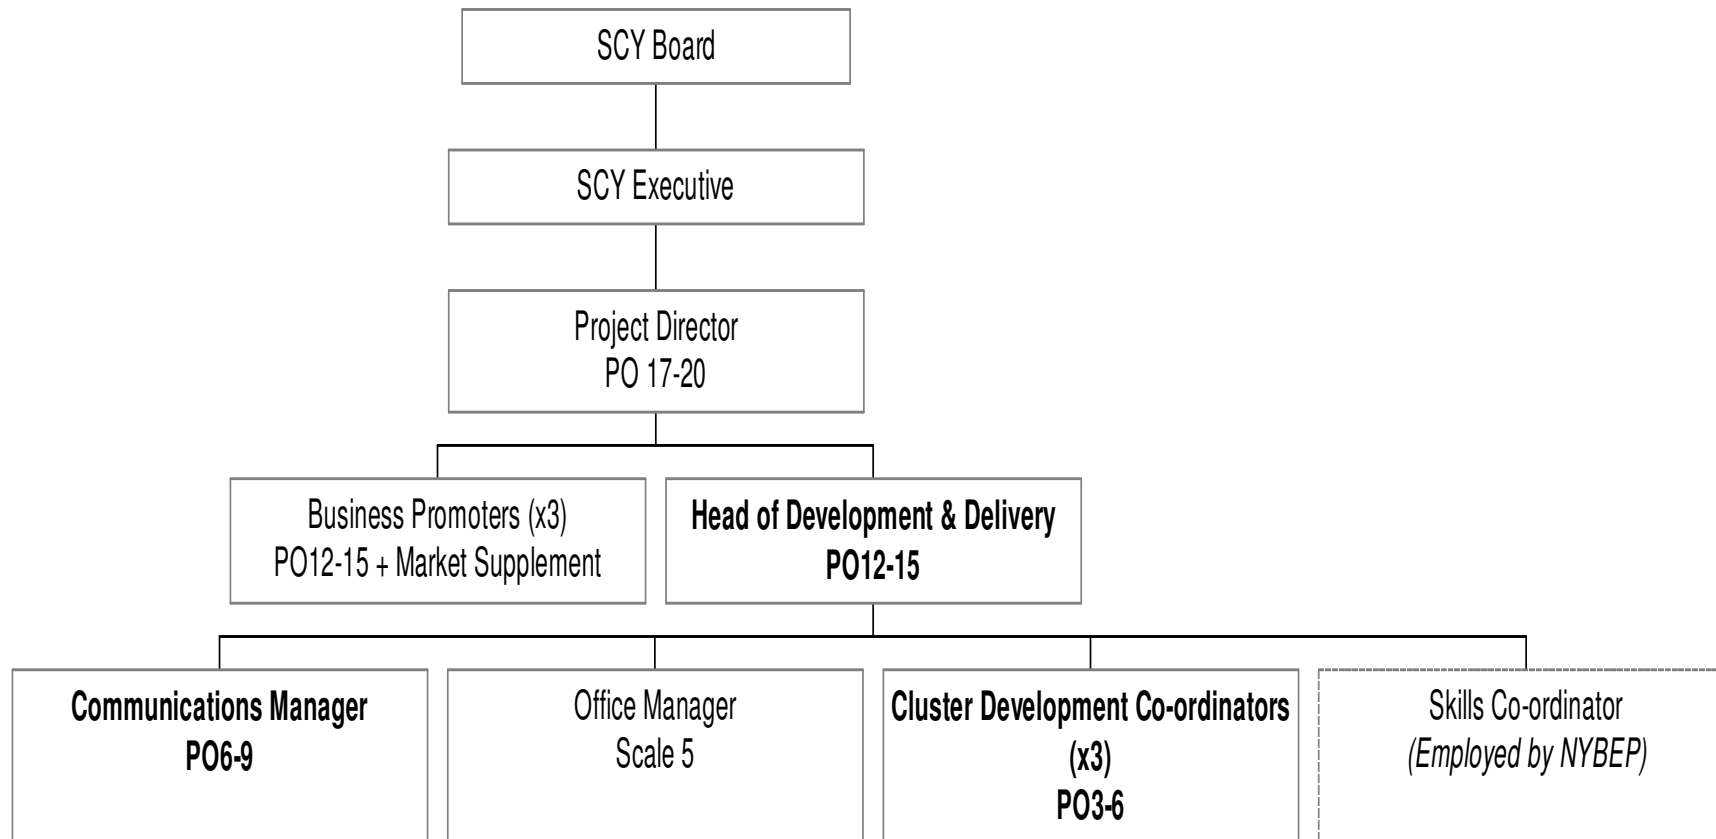 SCY Board
SCY Executive
Project Director
PO 17-20
Business Promoters (x3)
PO12-15 + Market Supplement
Head of Development & Delivery
PO12-15
Communications Manager
PO6-9
Office Manager
Scale 5
Cluster Development Co-ordinators
(x3)
PO3-6
Skills Co-ordinator
(Employed by NYBEP)